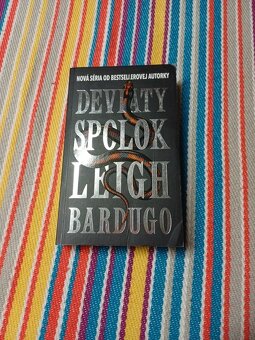 NOVÁ SÉRIA OD BESTSELLEROVEJ AUTORKY
DEVIATY
SPOLOK
LEIGH
BARDUGO